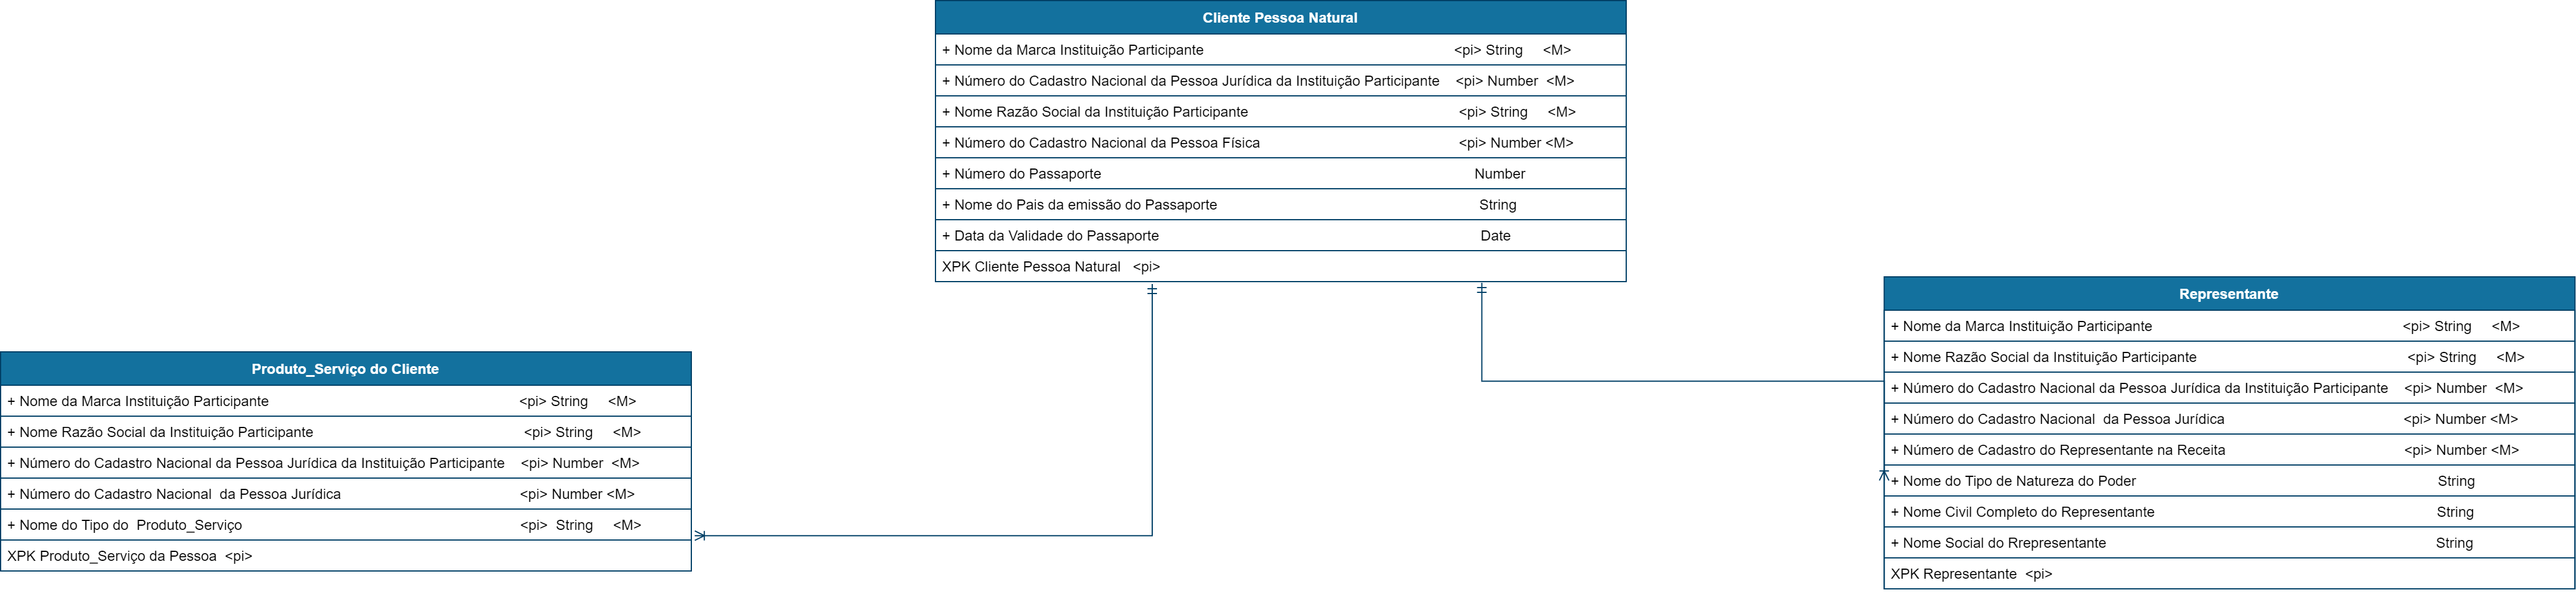 Cliente Pessoa Natural
+ Nome da Marca Instituição Participante <pi> String <M>
+ Número do Cadastro Nacional da Pessoa Jurídica da Instituição Participante <pi> Number <M>
+ Nome Razão Social da Instituição Participante <pi> String <M>
+ Número do Cadastro Nacional da Pessoa Física <pi> Number <M>
+ Número do Passaporte Number
+ Nome do Pais da emissão do Passaporte String
+ Data da Validade do Passaporte Date
XPK Cliente Pessoa Natural <pi>
Produto_Serviço do Cliente
+ Nome da Marca Instituição Participante <pi> String <M>
+ Nome Razão Social da Instituição Participante <pi> String <M>
+ Número do Cadastro Nacional da Pessoa Jurídica da Instituição Participante <pi> Number <M>
+ Número do Cadastro Nacional da Pessoa Jurídica <pi> Number <M>
+ Nome do Tipo do Produto_Serviço <pi> String <M>
XPK Produto_Serviço da Pessoa <pi>
Representante
+ Nome da Marca Instituição Participante <pi> String <M>
+ Nome Razão Social da Instituição Participante <pi> String <M>
+ Número do Cadastro Nacional da Pessoa Jurídica da Instituição Participante <pi> Number <M>
+ Número do Cadastro Nacional da Pessoa Jurídica <pi> Number <M>
+ Número de Cadastro do Representante na Receita <pi> Number <M>
+ Nome do Tipo de Natureza do Poder String
+ Nome Civil Completo do Representante String
+ Nome Social do Rrepresentante String
XPK Representante <pi>